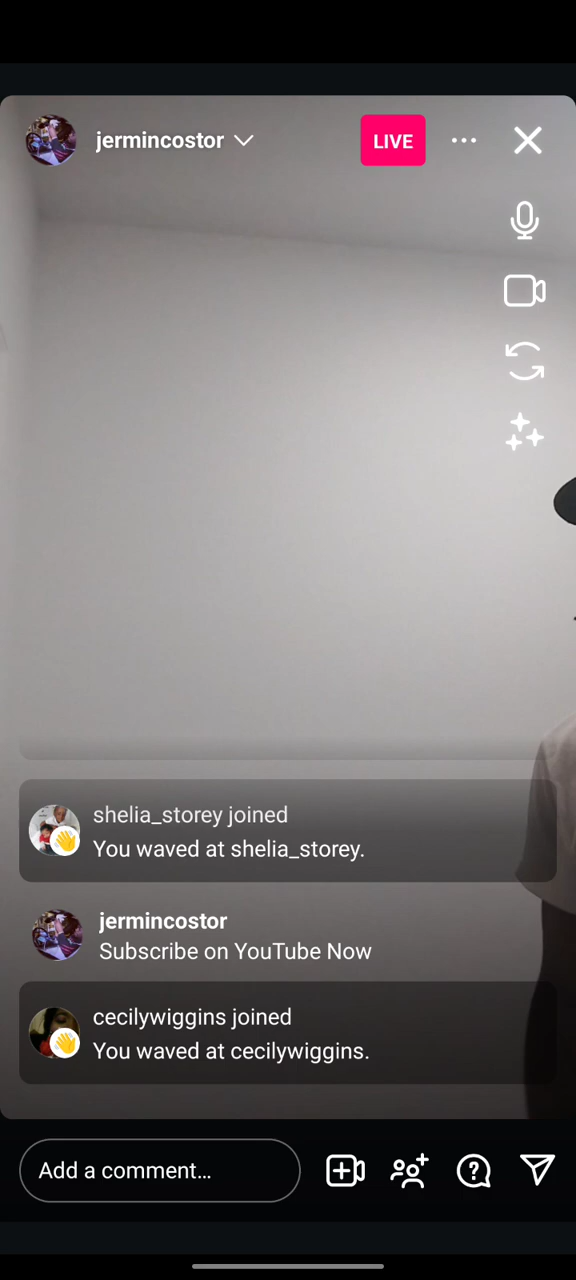 jermincostor
LIVE
shelia_storey joined
You waved at shelia_storey.
jermincostor
Subscribe on YouTube Now
cecilywiggins joined
You waved at cecilywiggins.
Add a comment...